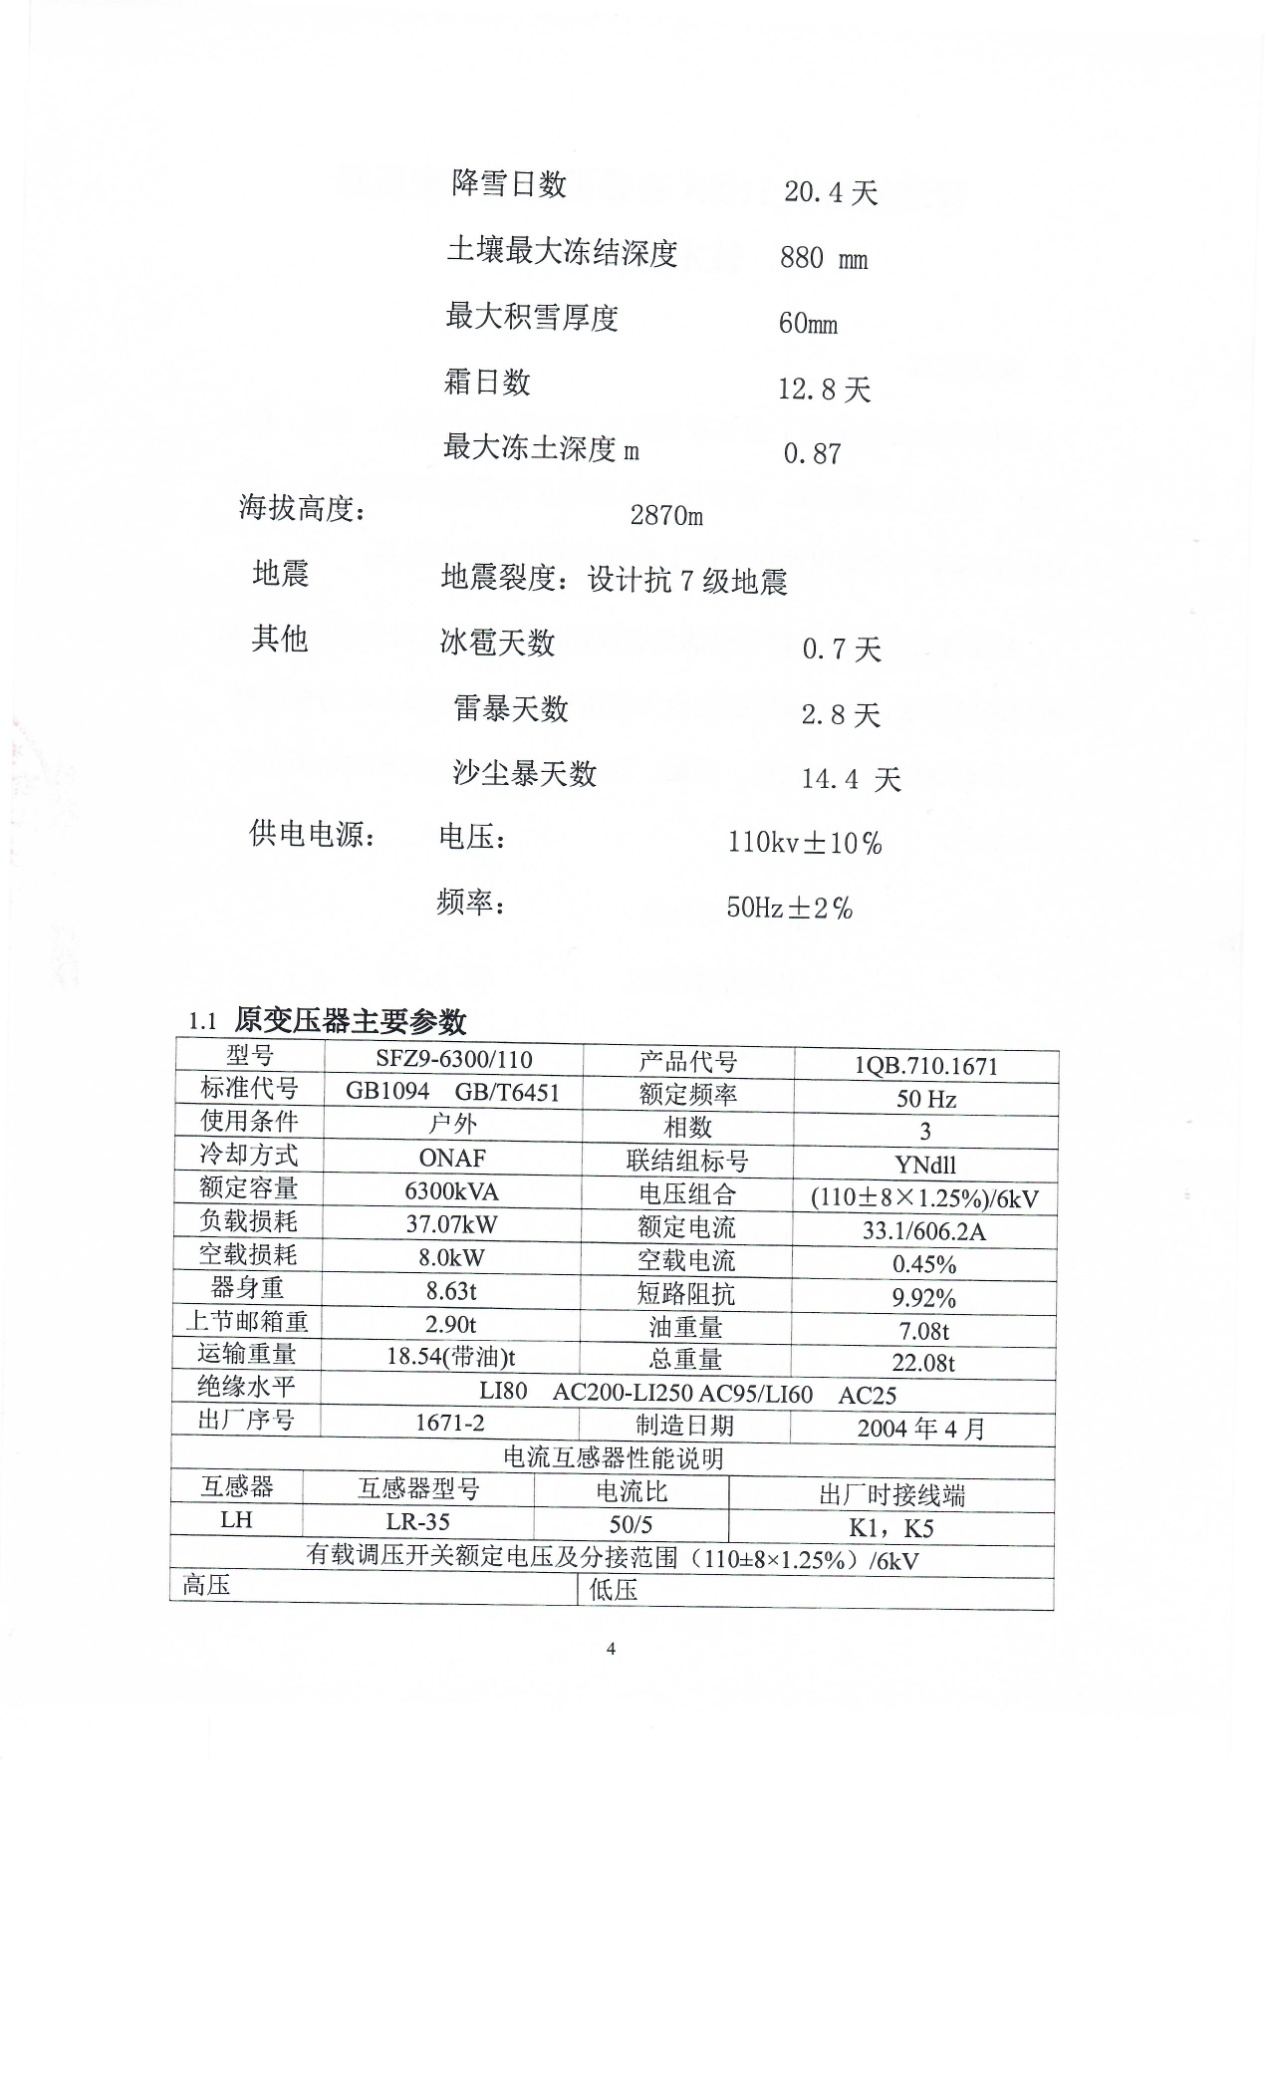 降雪日数 20.4天
土壤最大冻结深度 880 mm
最大积雪厚度 60mm
霜日数 12.8天
最大冻土深度m 0.87
海拔高度： 2870m
地震 地震裂度：设计抗7级地震
其他 冰雹天数 0.7天
雷暴天数 2.8天
沙尘暴天数 14.4 天
供电电源： 电压： 110kv±10%
频率： 50Hz±2%
1.1 原变压器主要参数
型号 SFZ9-6300/110 产品代号 1QB.710.1671
标准代号 GB1094 GB/T6451 额定频率 50 Hz
使用条件 户外 相数 3
冷却方式 ONAF 联结组标号 YNdll
额定容量 6300kVA 电压组合 (110±8×1.25%)/6kV
负载损耗 37.07kW 额定电流 33.1/606.2A
空载损耗 8.0kW 空载电流 0.45%
器身重 8.63t 短路阻抗 9.92%
上节邮箱重 2.90t 油重量 7.08t
运输重量 18.54(带油)t 总重量 22.08t
绝缘水平 LI80 AC200-LI250 AC95/LI60 AC25
出厂序号 1671-2 制造日期 2004年4月
电流互感器性能说明
互感器 互感器型号 电流比 出厂时接线端
LH LR-35 50/5 K1，K5
有载调压开关额定电压及分接范围（110±8×1.25%）/6kV
高压 低压
4